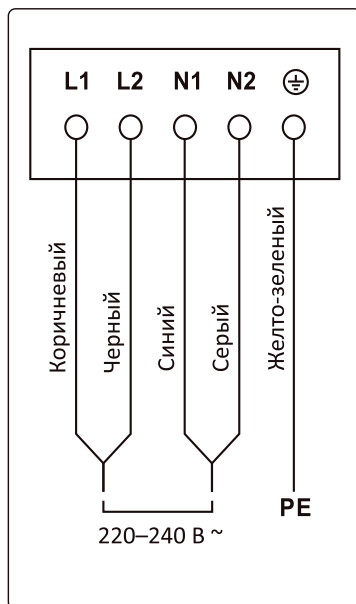 L1 L2 N1 N2
Коричневый
Черный
Синий
Серый
Желто-зеленый
PE
220–240 В ~